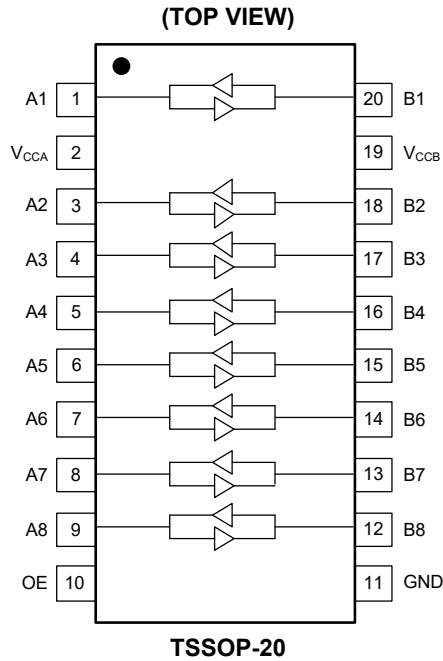 (TOP VIEW)
A1 1 20 B1
VCCA 2 19 VCCB
A2 3 18 B2
A3 4 17 B3
A4 5 16 B4
A5 6 15 B5
A6 7 14 B6
A7 8 13 B7
A8 9 12 B8
OE 10 11 GND
TSSOP-20